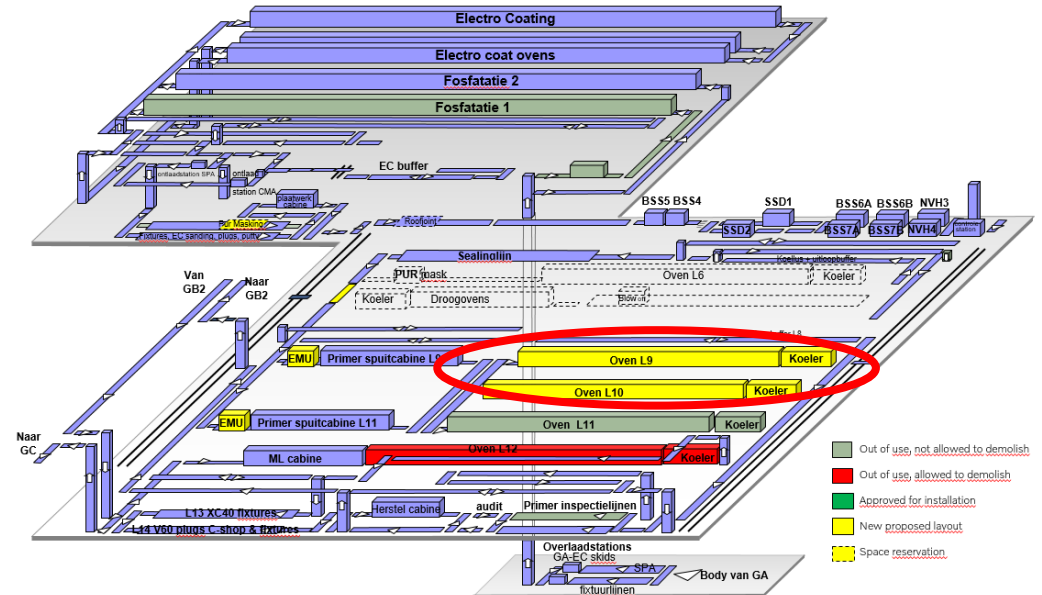 Electro Coating
Electro coat ovens
Fosfatatie 2
Fosfatatie 1
EC buffer
ontlaadstation SPA
ontlaad
station CMA
plaatwerk
cabine
Pur Masking
Fixtures, EC sanding, plugs, putty
Roofjoint
BSS5 BSS4
SSD1
SSD2
BSS6A
BSS6B
NVH3
BSS7A
BSS7B
NVH4
station
Sealinglijn
Koelius + uitloopbuffer
PUR mask
Oven L6
Koeler
Koeler
Droogovens
Blow off
Van
GB2
Naar
GB2
L8
EMU
Primer spuitcabine L9
Oven L9
Koeler
Oven L10
Koeler
EMU
Primer spuitcabine L11
Oven L11
Koeler
Naar
GC
ML cabine
Oven L12
Koeler
L13 XC40 fixtures
L14 V60 plugs C-shop & fixtures
Herstel cabine
audit
Primer inspectielijnen
Overlaadstations
GA-EC skids
SPA
fixtuurlijnen
Body van GA
Out of use, not allowed to demolish
Out of use, allowed to demolish
Approved for installation
New proposed layout
Space reservation